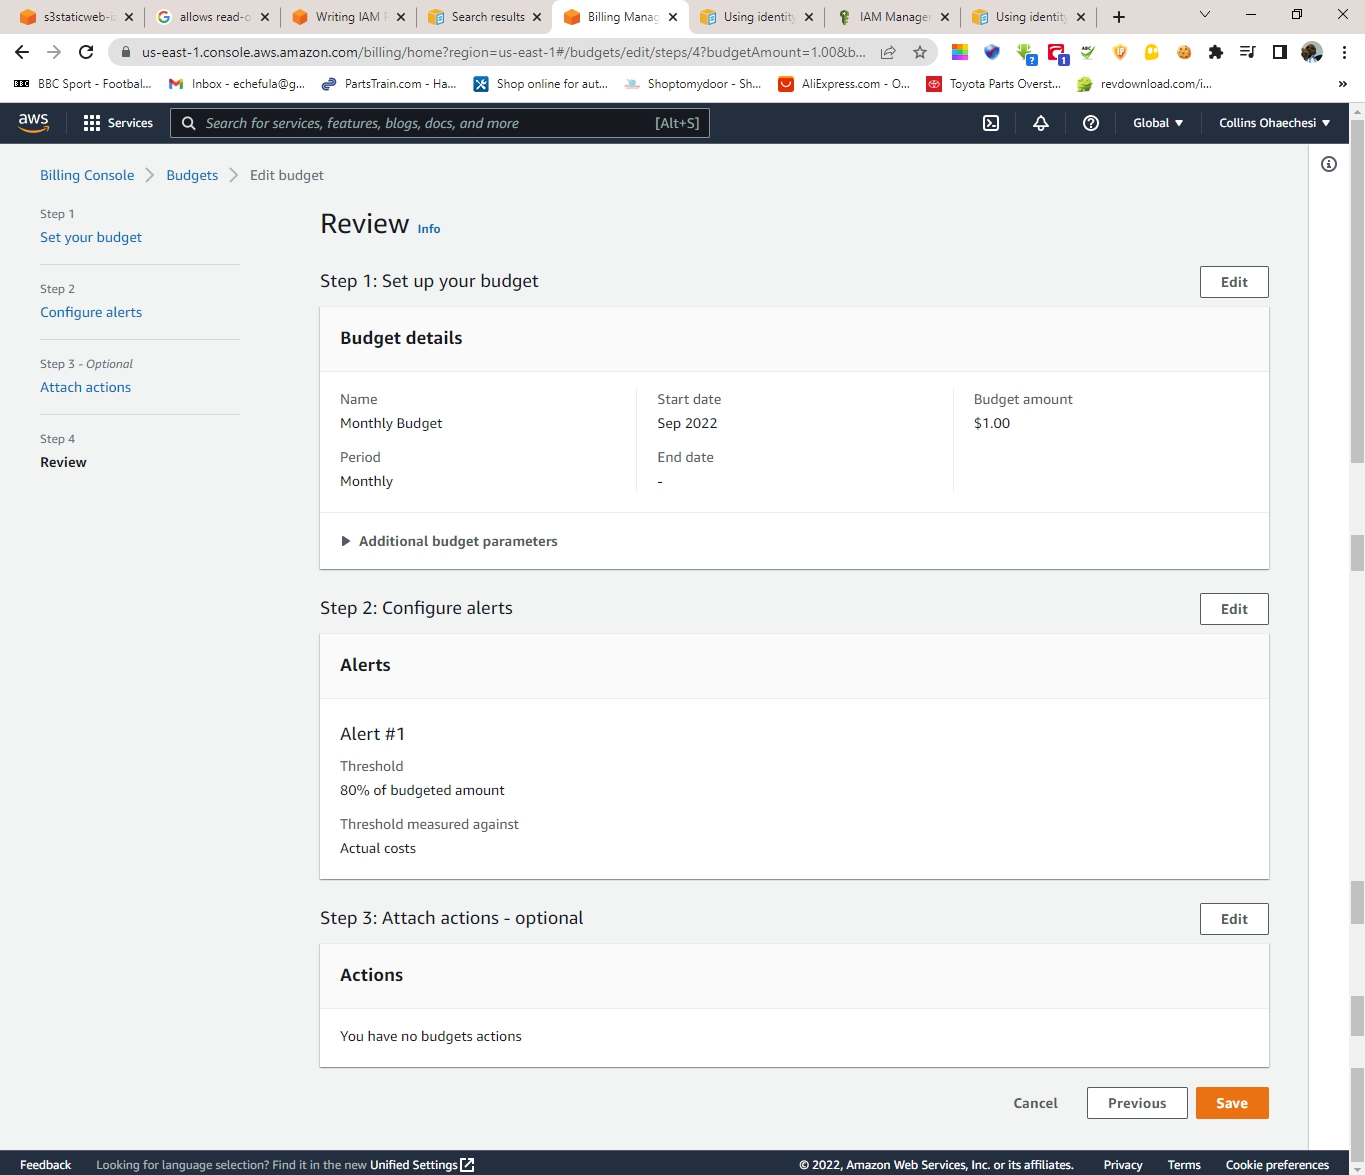 s3staticweb-i
allows read-o
Writing IAM P
Search results
Billing Manag
Using identity
IAM Manager
Using identity
us-east-1.console.aws.amazon.com/billing/home?region=us-east-1#/budgets/edit/steps/4?budgetAmount=1.00&b...
BBC Sport - Footbal...
Inbox - echefula@g...
PartsTrain.com - Ha...
Shop online for aut...
Shoptomydoor - Sh...
AliExpress.com - O...
Toyota Parts Overst...
revdownload.com/i...
»
aws
Services
Search for services, features, blogs, docs, and more
[Alt+S]
Global
Collins Ohaechesi
Billing Console
Budgets
Edit budget
Step 1
Set your budget
Step 2
Configure alerts
Step 3 - Optional
Attach actions
Step 4
Review
Review Info
Step 1: Set up your budget
Edit
Budget details
Name
Monthly Budget
Period
Monthly
Start date
Sep 2022
End date
-
Budget amount
$1.00
Additional budget parameters
Step 2: Configure alerts
Edit
Alerts
Alert #1
Threshold
80% of budgeted amount
Threshold measured against
Actual costs
Step 3: Attach actions - optional
Edit
Actions
You have no budgets actions
Cancel
Previous
Save
Feedback
Looking for language selection? Find it in the new Unified Settings
© 2022, Amazon Web Services, Inc. or its affiliates.
Privacy
Terms
Cookie preferences